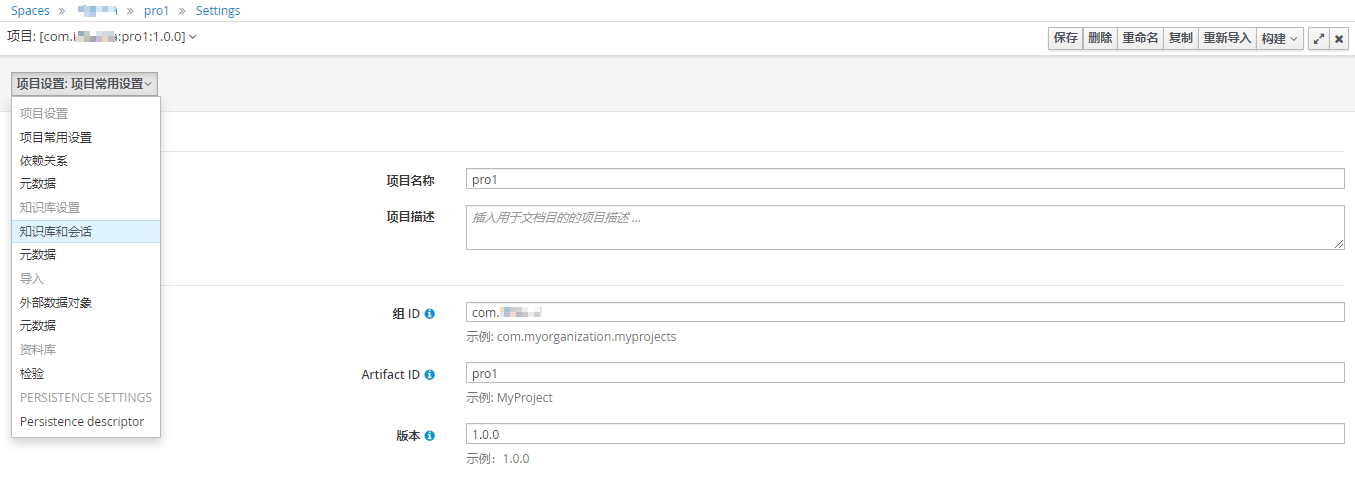 Spaces » » pro1 » Settings
项目: [com. :pro1:1.0.0]
保存 删除 重命名 复制 重新导入 构建
项目设置: 项目常用设置
项目设置
项目常用设置
依赖关系
元数据
知识库设置
知识库和会话
元数据
导入
外部数据对象
元数据
资料库
检验
PERSISTENCE SETTINGS
Persistence descriptor
项目名称 pro1
项目描述 插入用于文档目的的项目描述 ...
组 ID com.
示例: com.myorganization.myprojects
Artifact ID pro1
示例: MyProject
版本 1.0.0
示例：1.0.0